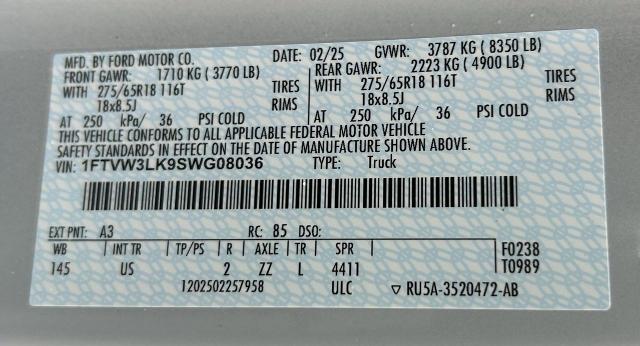 MFD. BY FORD MOTOR CO. DATE: 02/25 GVWR: 3787 KG ( 8350 LB)
FRONT GAWR: 1710 KG ( 3770 LB) REAR GAWR: 2223 KG ( 4900 LB)
WITH 275/65R18 116T TIRES WITH 275/65R18 116T TIRES
18x8.5J RIMS 18x8.5J RIMS
AT 250 kPa/ 36 PSI COLD AT 250 kPa/ 36 PSI COLD
THIS VEHICLE CONFORMS TO ALL APPLICABLE FEDERAL MOTOR VEHICLE
SAFETY STANDARDS IN EFFECT ON THE DATE OF MANUFACTURE SHOWN ABOVE.
VIN: 1FTVW3LK9SWG08036 TYPE: Truck
EXT PNT: A3 RC: 85 DSO:
WB INT TR TP/PS R AXLE TR SPR F0238
145 US 2 ZZ L 4411 T0989
1202502257958 ULC ▽ RU5A-3520472-AB